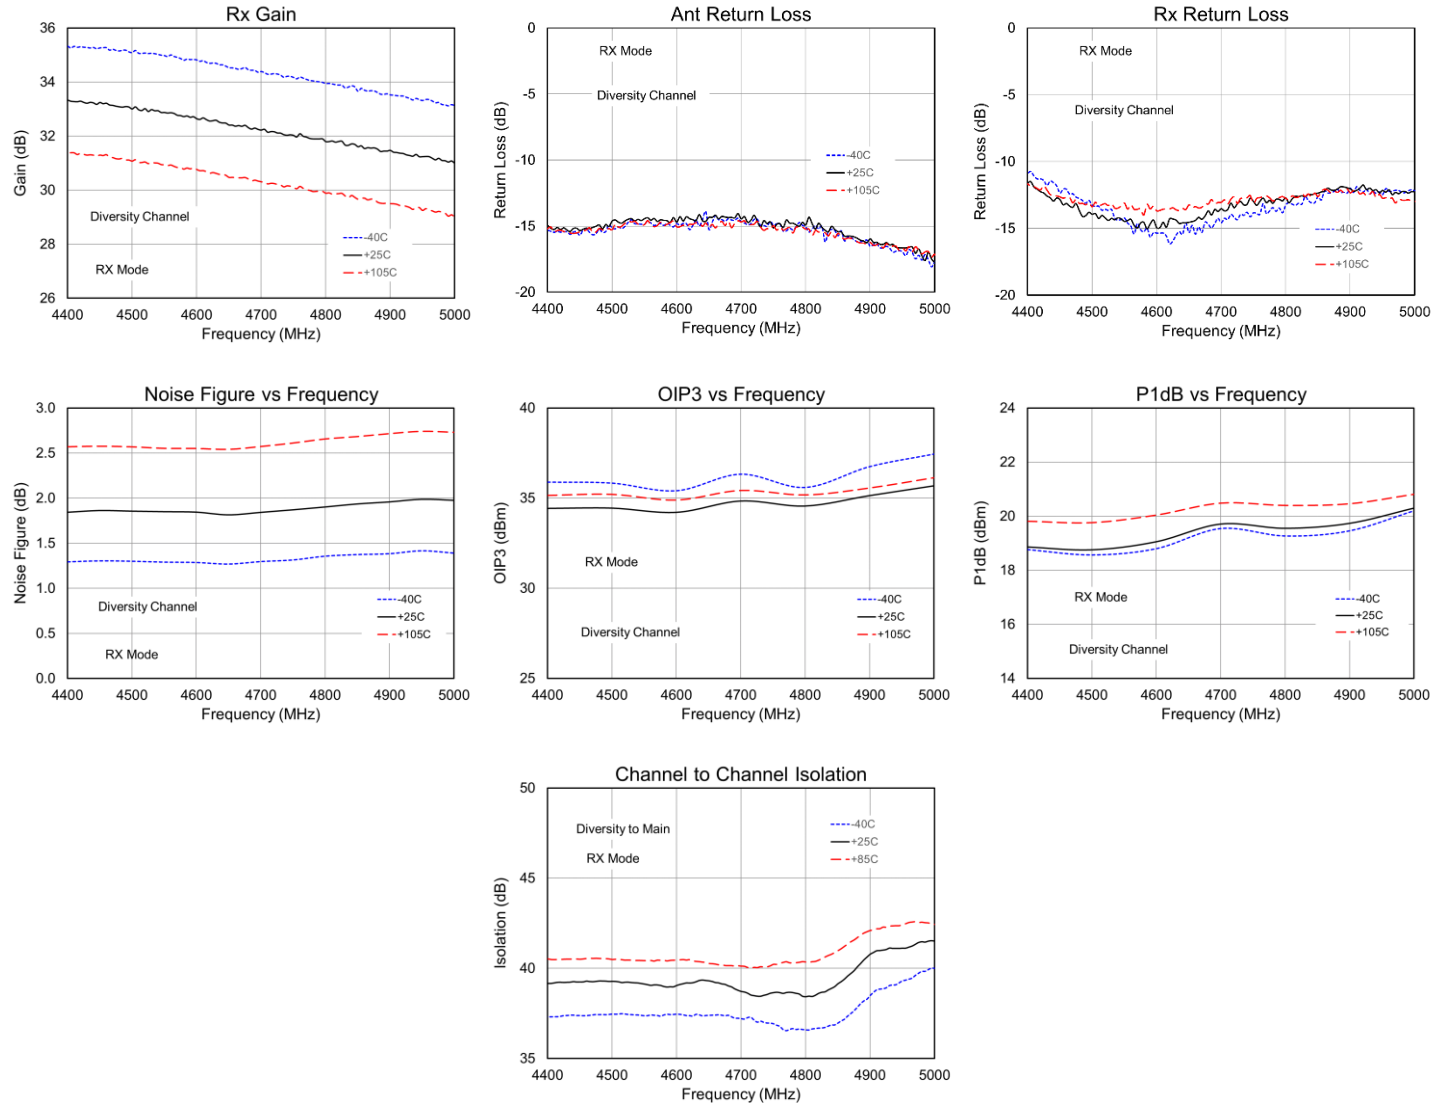 Rx Gain
36
34
32
30
28
26
Gain (dB)
Diversity Channel
RX Mode
-40C
+25C
+105C
4400 4500 4600 4700 4800 4900 5000
Frequency (MHz)
Ant Return Loss
0
-5
-10
-15
-20
Return Loss (dB)
RX Mode
Diversity Channel
-40C
+25C
+105C
4400 4500 4600 4700 4800 4900 5000
Frequency (MHz)
Rx Return Loss
0
-5
-10
-15
-20
Return Loss (dB)
RX Mode
Diversity Channel
-40C
+25C
+105C
4400 4500 4600 4700 4800 4900 5000
Frequency (MHz)
Noise Figure vs Frequency
3.0
2.5
2.0
1.5
1.0
0.5
0.0
Noise Figure (dB)
Diversity Channel
RX Mode
-40C
+25C
+105C
4400 4500 4600 4700 4800 4900 5000
Frequency (MHz)
OIP3 vs Frequency
40
35
30
25
OIP3 (dBm)
RX Mode
Diversity Channel
-40C
+25C
+105C
4400 4500 4600 4700 4800 4900 5000
Frequency (MHz)
P1dB vs Frequency
24
22
20
18
16
14
P1dB (dBm)
RX Mode
Diversity Channel
-40C
+25C
+105C
4400 4500 4600 4700 4800 4900 5000
Frequency (MHz)
Channel to Channel Isolation
50
45
40
35
Isolation (dB)
Diversity to Main
RX Mode
-40C
+25C
+85C
4400 4500 4600 4700 4800 4900 5000
Frequency (MHz)